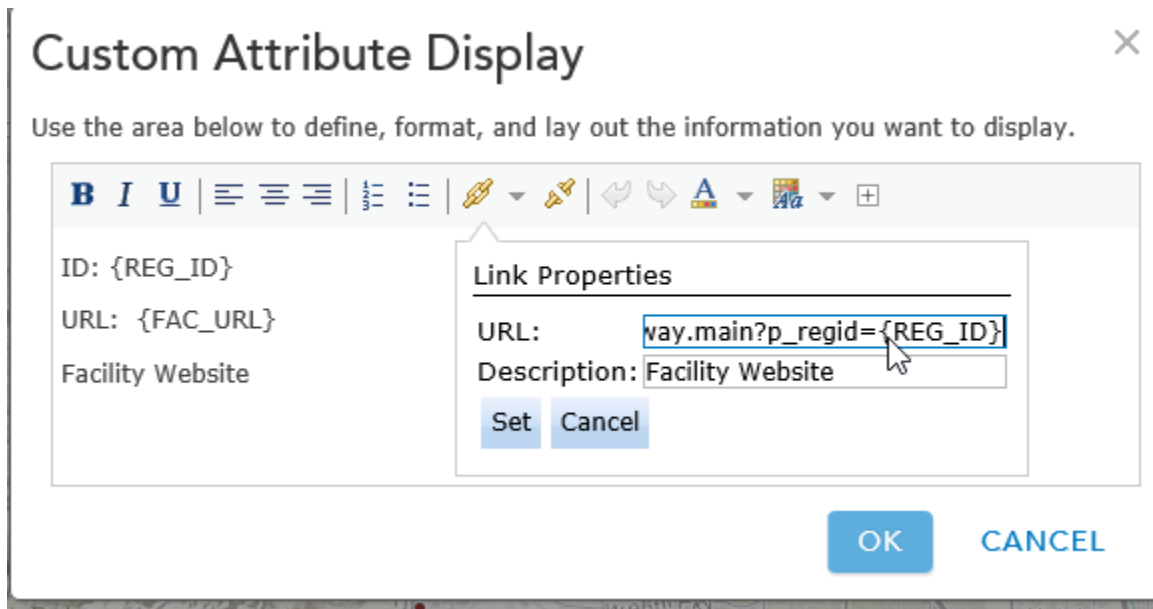 Custom Attribute Display
Use the area below to define, format, and lay out the information you want to display.
B I U
ID: {REG_ID}
URL: {FAC_URL}
Facility Website
Link Properties
URL: way.main?p_regid={REG_ID}
Description: Facility Website
Set Cancel
OK CANCEL